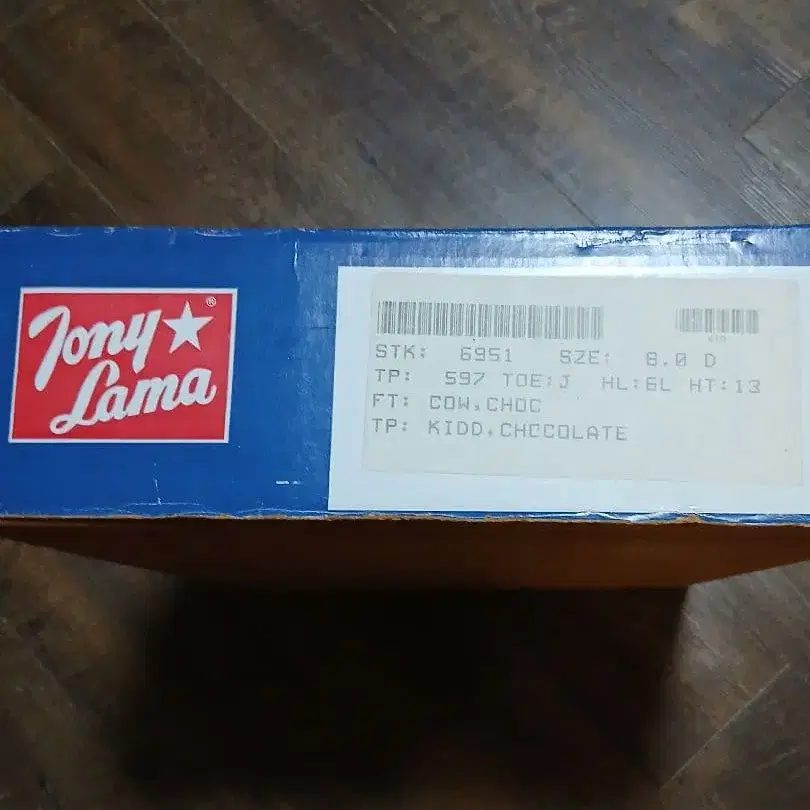 Tony ®
Lama
STK: 6951 SIZE: 8.0 D
TP: 597 TOE:J HL:6L HT:13
FT: COW,CHOC
TP: KIDD,CHOCOLATE